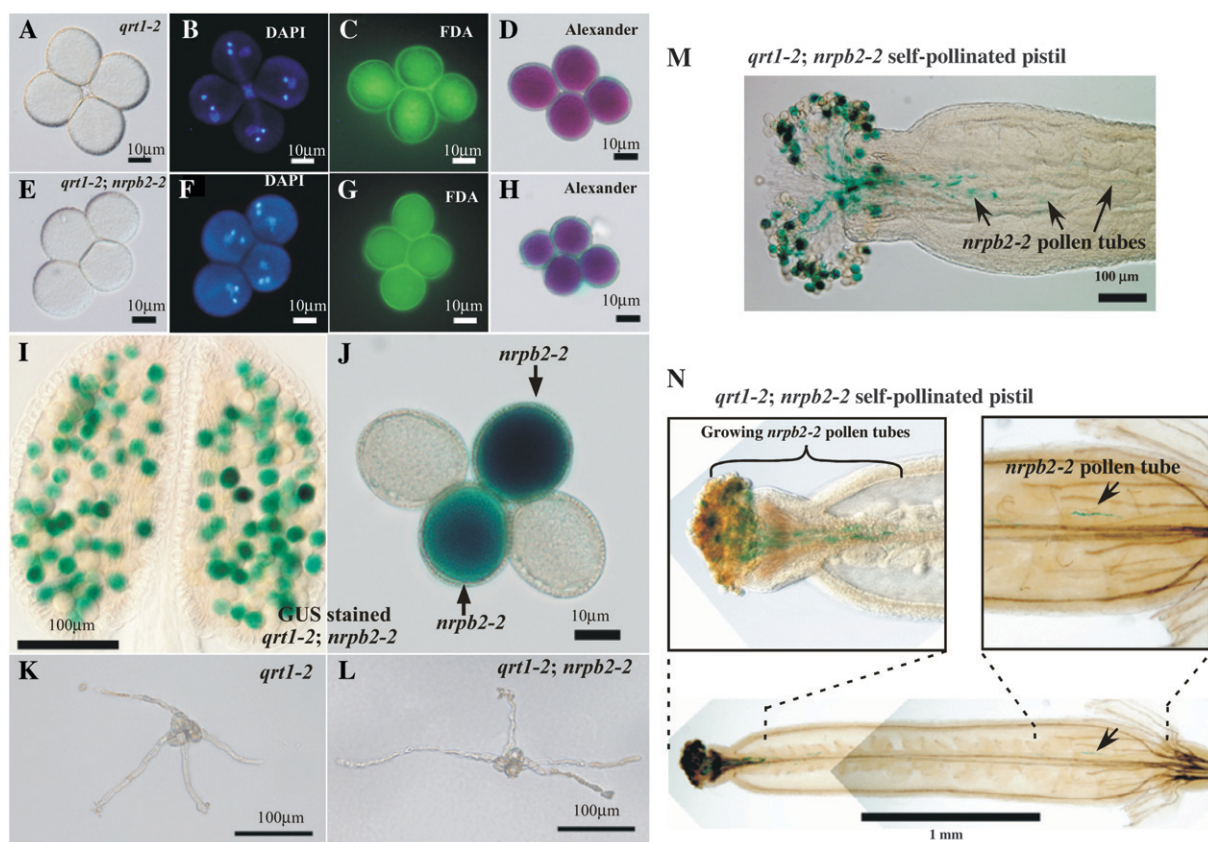 A
qrt1-2
10µm
B
DAPI
10µm
C
FDA
10µm
D
Alexander
10µm
E
qrt1-2; nrpb2-2
10µm
F
DAPI
10µm
G
FDA
10µm
H
Alexander
10µm
I
100µm
GUS stained
qrt1-2; nrpb2-2
J
nrpb2-2
nrpb2-2
10µm
K
qrt1-2
100µm
L
qrt1-2; nrpb2-2
100µm
M
qrt1-2; nrpb2-2 self-pollinated pistil
nrpb2-2 pollen tubes
100 µm
N
qrt1-2; nrpb2-2 self-pollinated pistil
Growing nrpb2-2 pollen tubes
nrpb2-2 pollen tube
1 mm